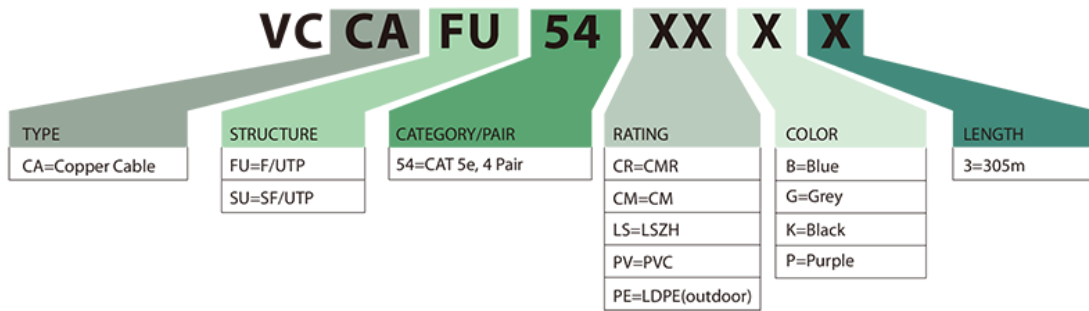 VC CA FU 54 XX X X
TYPE
CA=Copper Cable
STRUCTURE
FU=F/UTP
SU=SF/UTP
CATEGORY/PAIR
54=CAT 5e, 4 Pair
RATING
CR=CMR
CM=CM
LS=LSZH
PV=PVC
PE=LDPE(outdoor)
COLOR
B=Blue
G=Grey
K=Black
P=Purple
LENGTH
3=305m